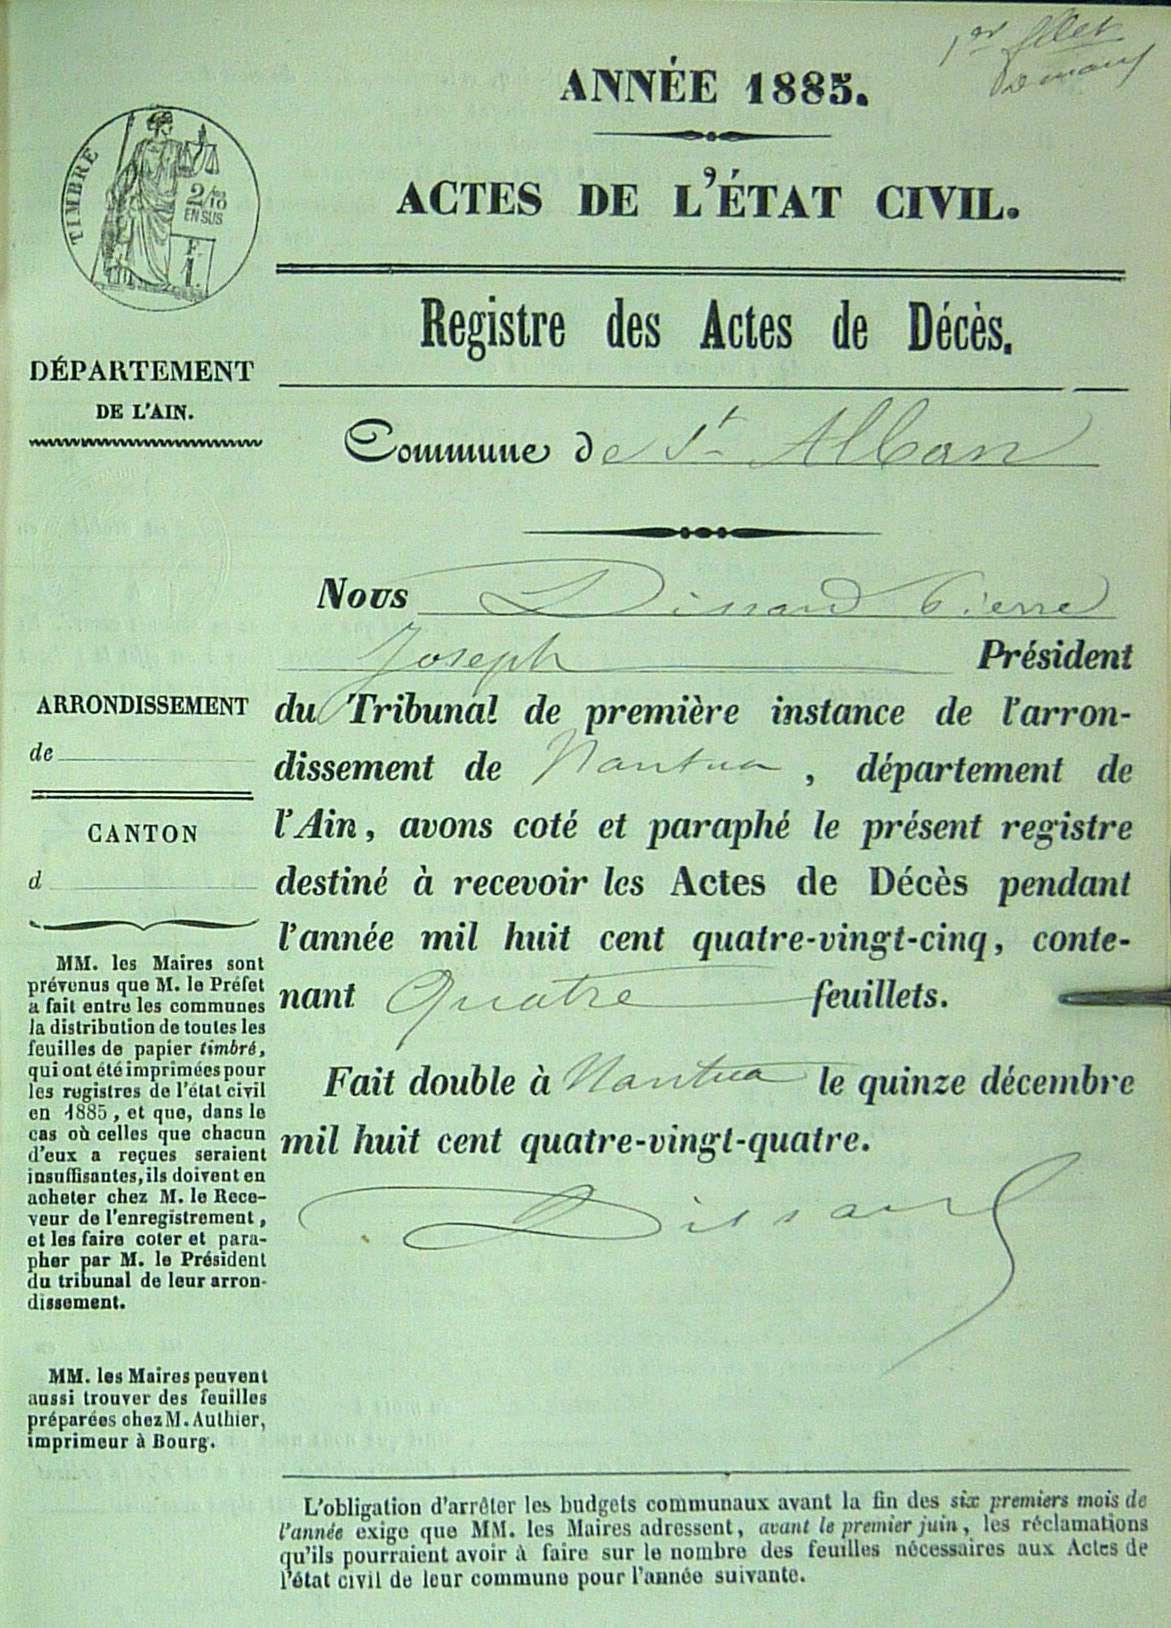 1er fllet
ANNÉE 1885.
ACTES DE L'ÉTAT CIVIL.
TIMBRE
2/10
EN SUS
F.
1.
Registre des Actes de Décès.
DÉPARTEMENT
DE L'AIN.
Commune de St Alban
Nous Dissard Pierre
Joseph Président
du Tribunal de première instance de l'arron-
dissement de Nantua, département de
l'Ain, avons coté et paraphé le présent registre
destiné à recevoir les Actes de Décès pendant
l'année mil huit cent quatre-vingt-cinq, conte-
nant Quatre feuillets.
Fait double à Nantua le quinze décembre
mil huit cent quatre-vingt-quatre.
Dissard
ARRONDISSEMENT
de
CANTON
d
MM. les Maires sont
prévenus que M. le Préfet
a fait entre les communes
la distribution de toutes les
feuilles de papier timbré,
qui ont été imprimées pour
les registres de l'état civil
en 1885, et que, dans le
cas où celles que chacun
d'eux a reçues seraient
insuffisantes, ils doivent en
acheter chez M. le Rece-
veur de l'enregistrement,
et les faire coter et para-
pher par M. le Président
du tribunal de leur arron-
dissement.
MM. les Maires peuvent
aussi trouver des feuilles
préparées chez M. Authier,
imprimeur à Bourg.
L'obligation d'arrêter les budgets communaux avant la fin des six premiers mois de
l'année exige que MM. les Maires adressent, avant le premier juin, les réclamations
qu'ils pourraient avoir à faire sur le nombre des feuilles nécessaires aux Actes de
l'état civil de leur commune pour l'année suivante.